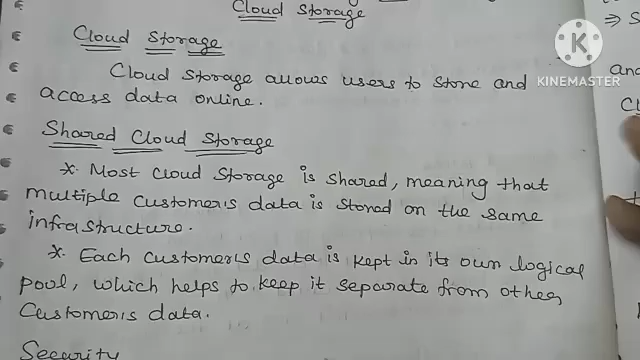 Cloud Storage
Cloud Storage
Cloud Storage allows users to store and
access data online.
Shared Cloud Storage
*. Most Cloud Storage is shared, meaning that
multiple Customers data is stored on the same
infrastructure.
*. Each Customers data is kept in its own logical
pool, which helps to keep it separate from other
Customers data.
Security
⇒ S
and
KINEMASTER